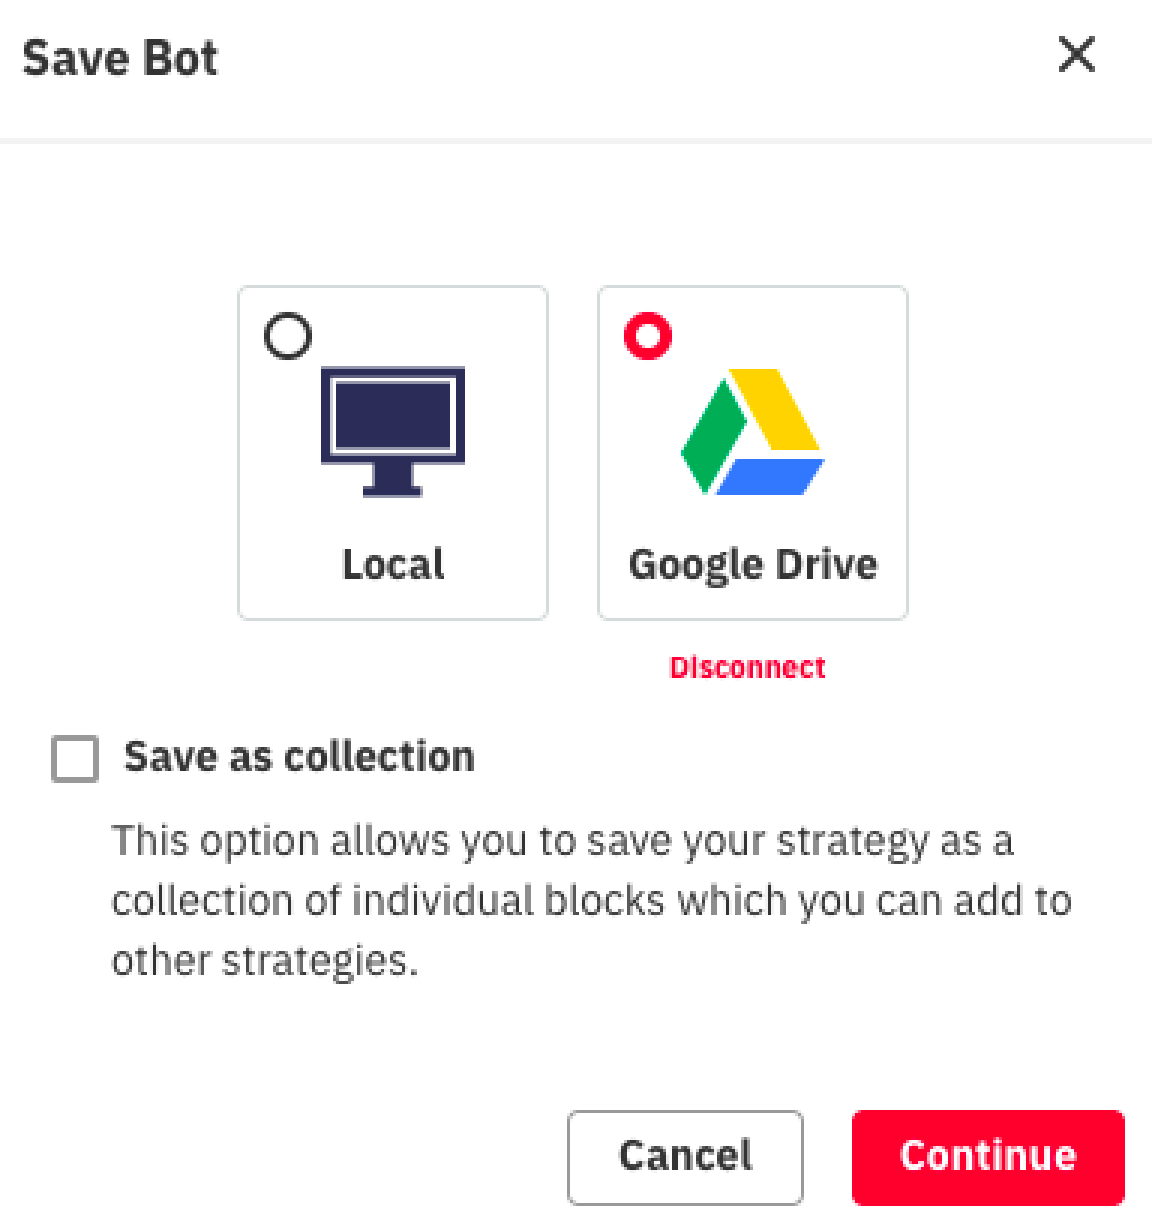 Save Bot
Local
Google Drive
Disconnect
Save as collection
This option allows you to save your strategy as a
collection of individual blocks which you can add to
other strategies.
Cancel
Continue